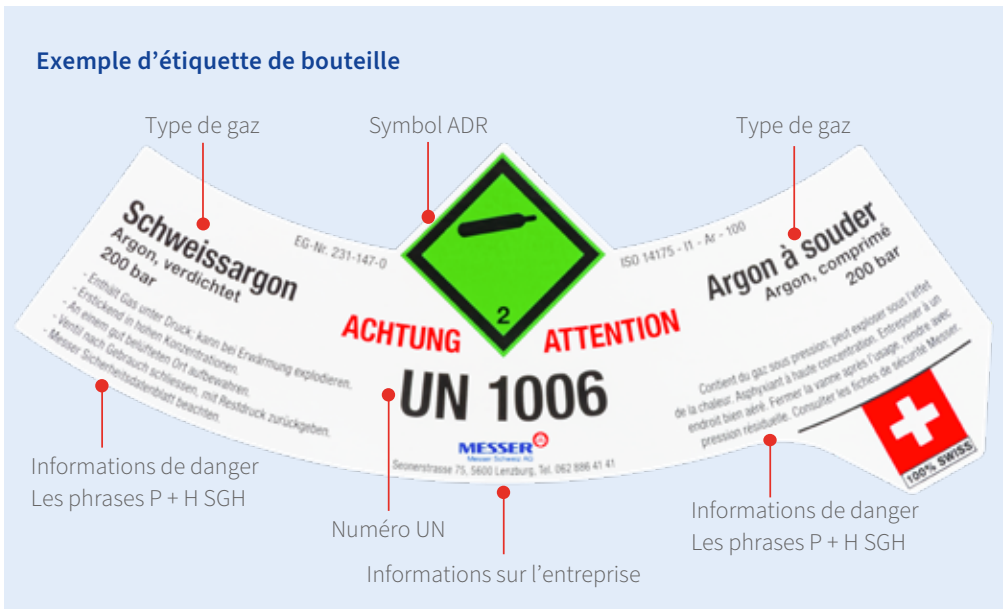 Exemple d’étiquette de bouteille
Type de gaz
Symbol ADR
Type de gaz
Schweissargon
Argon, verdichtet
200 bar
EG-Nr. 231-147-0
- Enthält Gas unter Druck; kann bei Erwärmung explodieren.
- Erstickend in hohen Konzentrationen.
- An einem gut belüfteten Ort aufbewahren.
- Ventil nach Gebrauch schliessen, mit Restdruck zurückgeben.
- Messer Sicherheitsdatenblatt beachten.
2
ACHTUNG
ATTENTION
UN 1006
MESSER
Messer Schweiz AG
Seonerstrasse 75, 5600 Lenzburg, Tel. 062 886 41 41
ISO 14175 - I1 - Ar - 100
Argon à souder
Argon, comprimé
200 bar
Contient du gaz sous pression; peut exploser sous l'effet
de la chaleur. Asphyxiant à haute concentration. Entreposer à un
endroit bien aéré. Fermer la vanne après l'usage, rendre avec
pression résiduelle. Consulter les fiches de sécurité Messer.
100% SWISS
Informations de danger
Les phrases P + H SGH
Numéro UN
Informations sur l’entreprise
Informations de danger
Les phrases P + H SGH